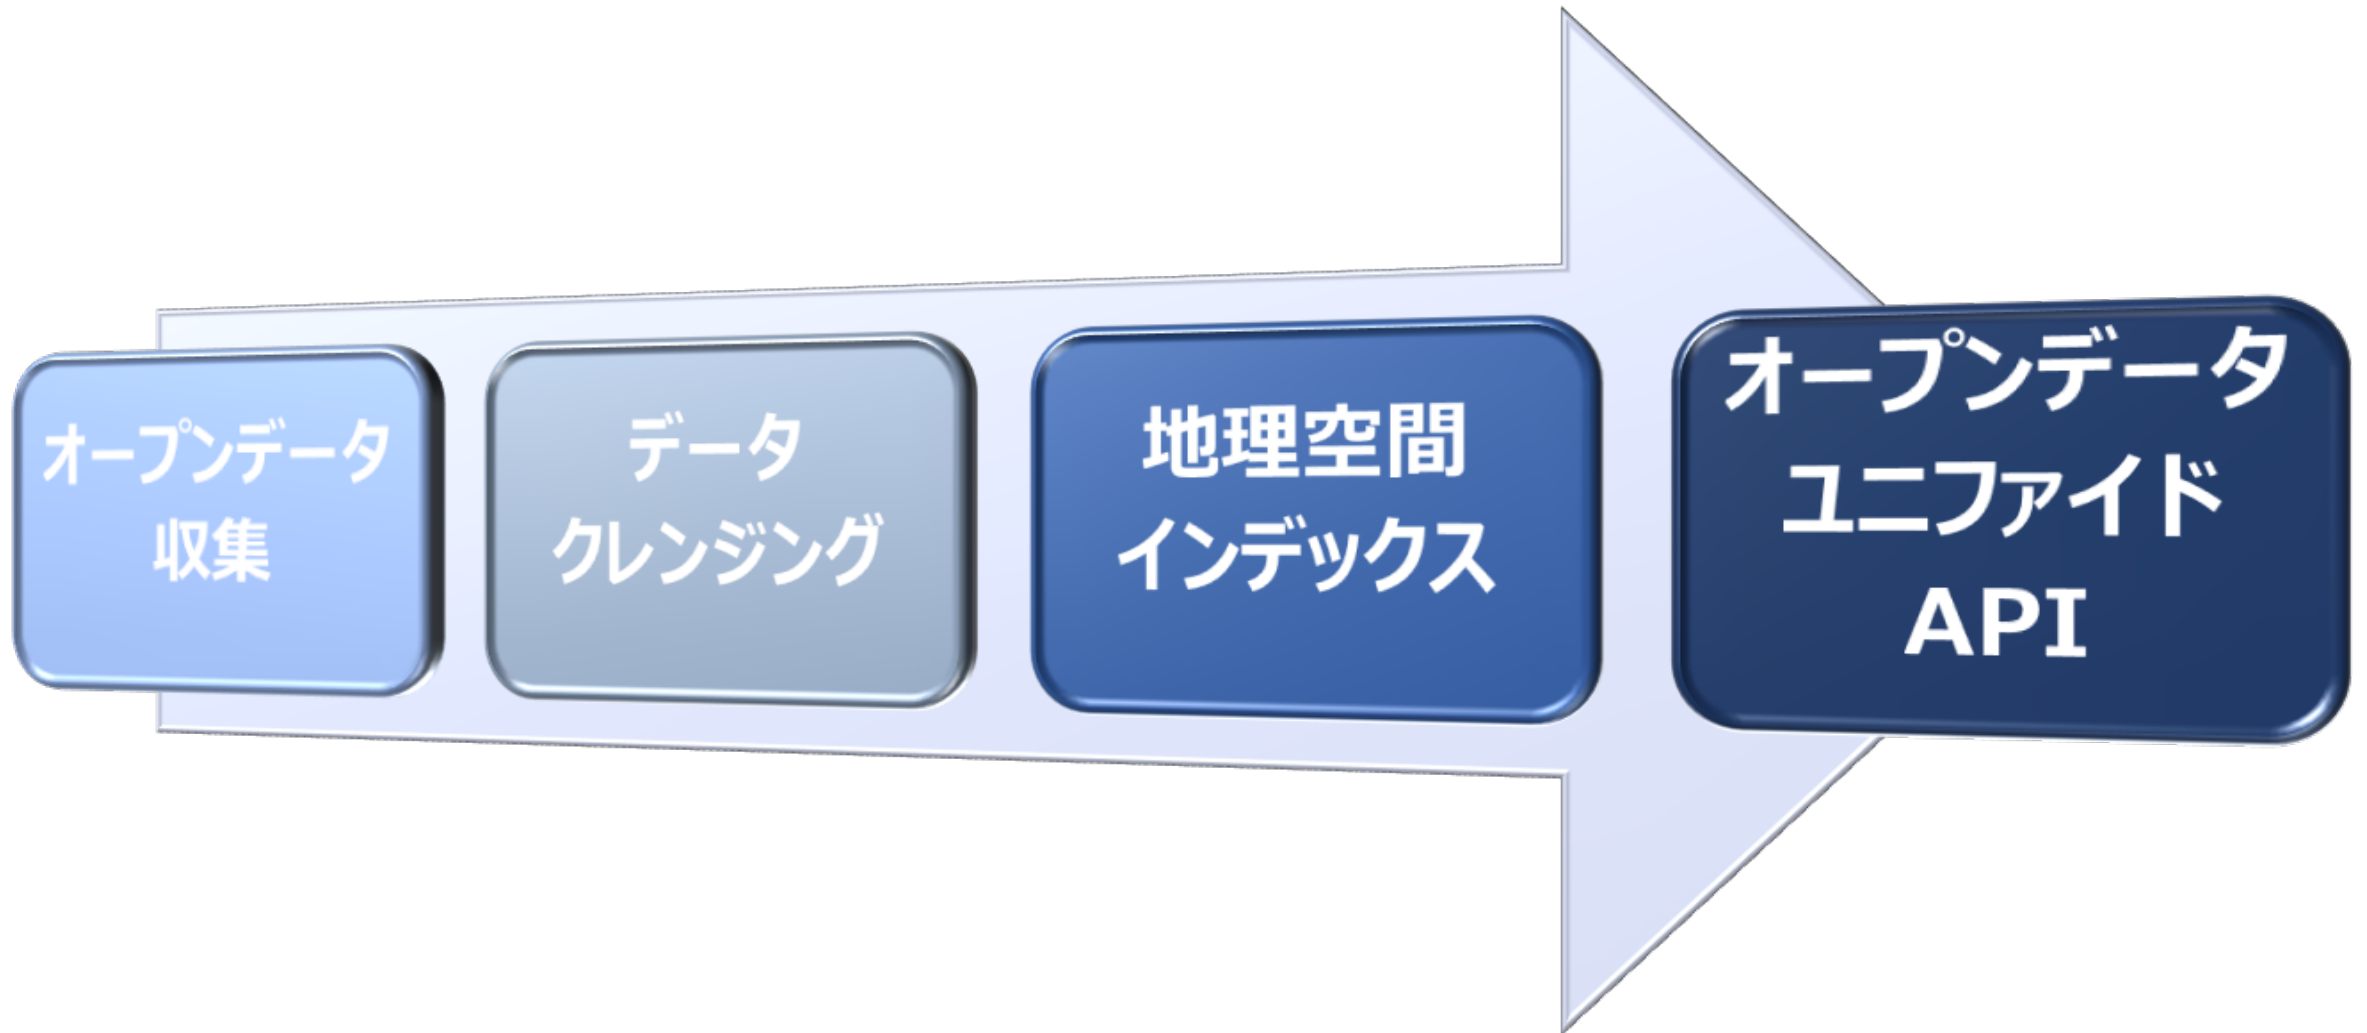 オープンデータ
収集
データ
クレンジング
地理空間
インデックス
オープンデータ
ユニファイド
API